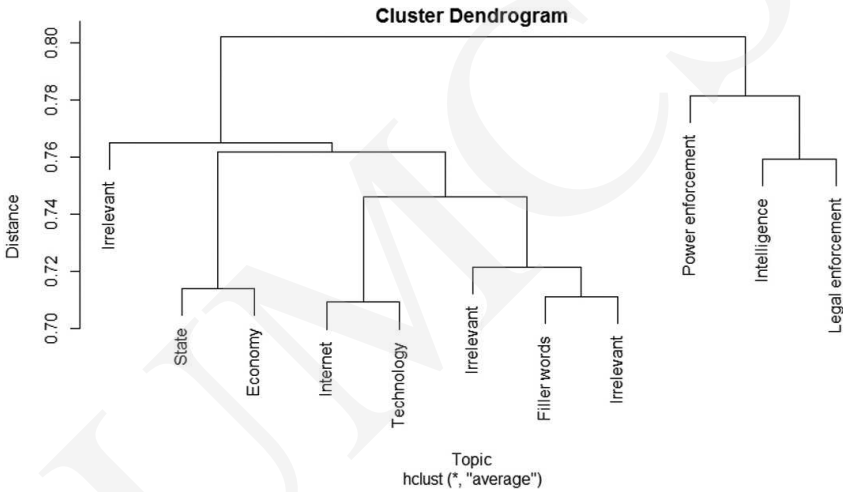 Cluster Dendrogram
Distance
0.80
0.78
0.76
0.74
0.72
0.70
Irrelevant
State
Economy
Internet
Technology
Irrelevant
Filler words
Irrelevant
Power enforcement
Intelligence
Legal enforcement
Topic
hclust (*, "average")
UMCS